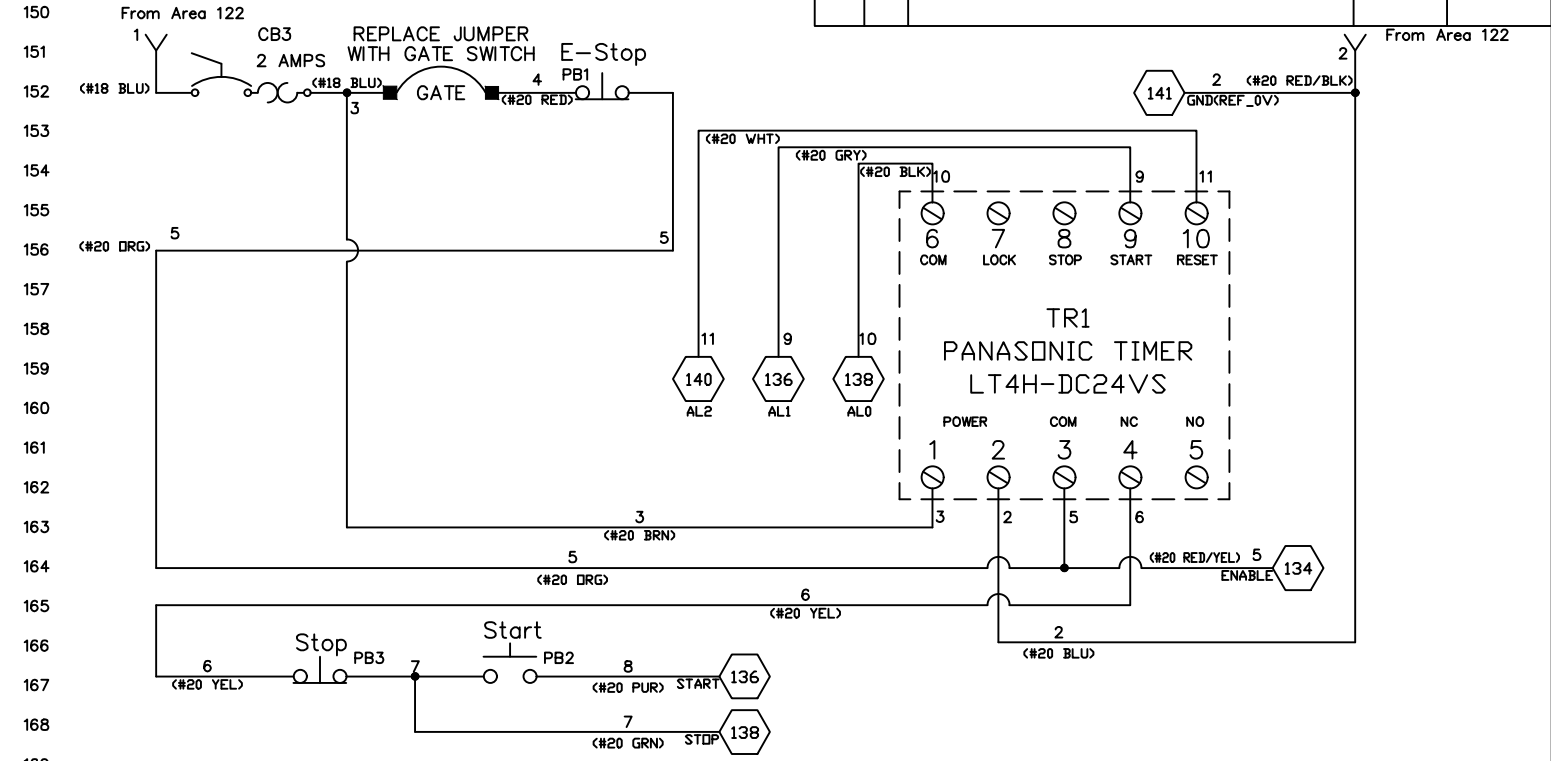 150
From Area 122
151
1
CB3
2 AMPS
REPLACE JUMPER
WITH GATE SWITCH
E-Stop
From Area 122
2
152
(#18 BLU)
(#18 BLU)
3
GATE
4
(#20 RED)
PB1
141
2
(#20 RED/BLK)
GND(REF_0V)
153
(#20 WHT)
154
(#20 GRY)
(#20 BLK)
10
9
11
155
6
7
8
9
10
COM
LOCK
STOP
START
RESET
156
(#20 ORG)
5
5
157
158
TR1
PANASONIC TIMER
LT4H-DC24VS
11
9
10
159
140
136
138
AL2
AL1
AL0
160
POWER
COM
NC
NO
161
1
2
3
4
5
162
3
2
5
6
163
3
(#20 BRN)
164
5
(#20 ORG)
(#20 RED/YEL)
5
ENABLE
134
165
6
(#20 YEL)
166
2
(#20 BLU)
Stop
PB3
Start
PB2
167
6
(#20 YEL)
7
8
(#20 PUR)
START
136
168
7
(#20 GRN)
STOP
138